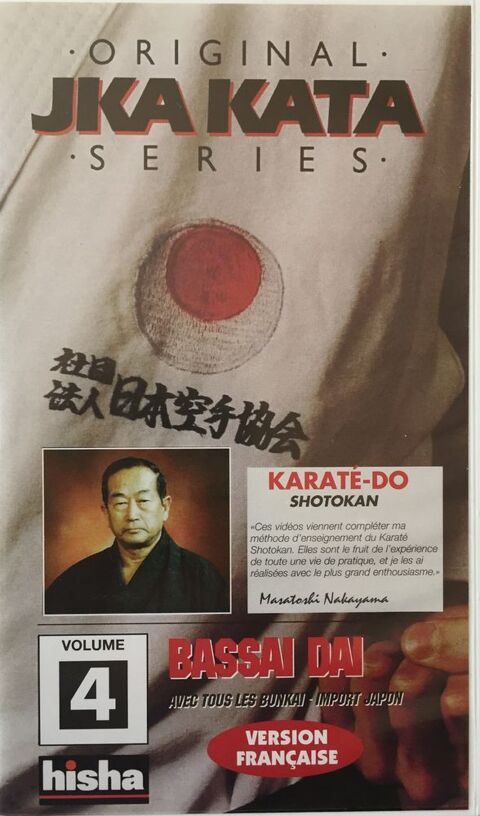 · ORIGINAL ·
JKA KATA
· SERIES ·
社団
法人 日本空手協会
KARATÉ-DO
SHOTOKAN
«Ces vidéos viennent compléter ma
méthode d'enseignement du Karaté
Shotokan. Elles sont le fruit de l'expérience
de toute une vie de pratique, et je les ai
réalisées avec le plus grand enthousiasme.»
Masatoshi Nakayama
VOLUME
4
BASSAI DAI
AVEC TOUS LES BUNKAI - IMPORT JAPON
VERSION
FRANÇAISE
hisha